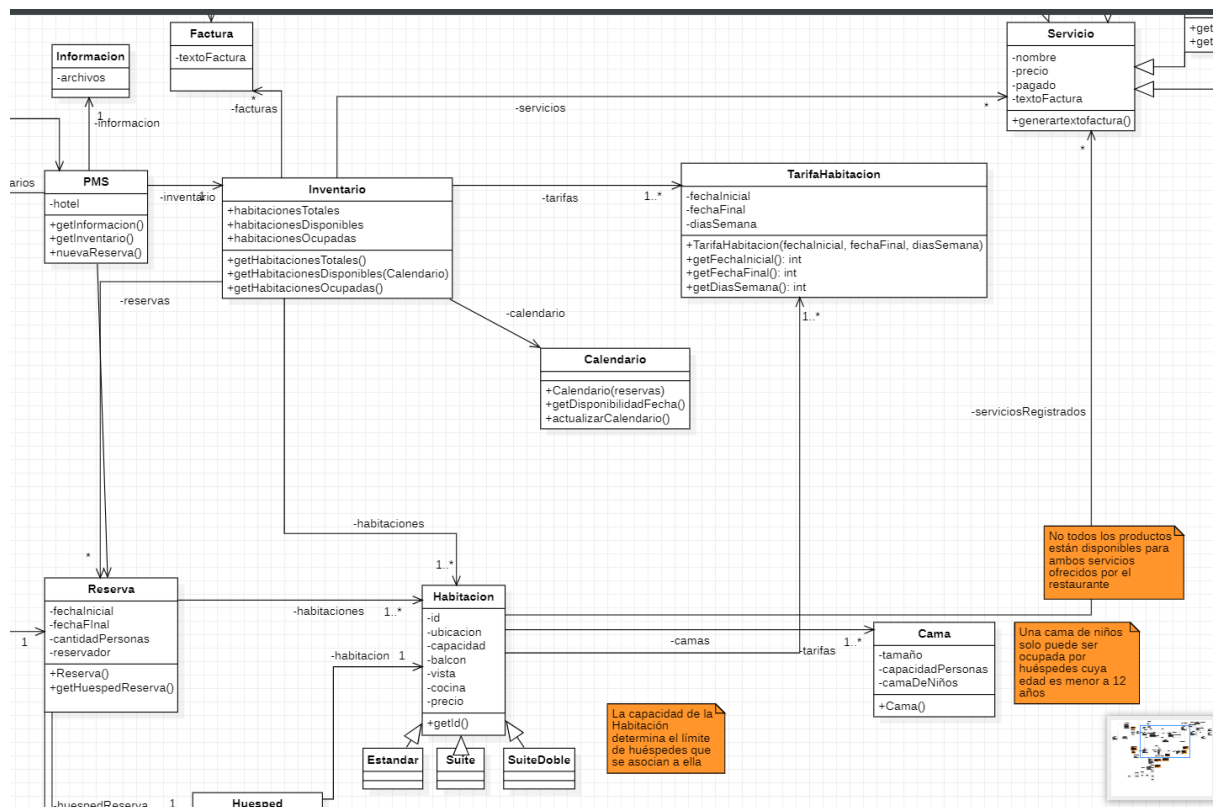 Factura
-textoFactura
Informacion
-archivos
Servicio
-nombre
-precio
-pagado
-textoFactura
+generartextofactura()
+get
+get
*
-facturas
-servicios
*
1
-informacion
arios
PMS
-hotel
+getInformacion()
+getInventario()
+nuevaReserva()
-inventario
1
Inventario
+habitacionesTotales
+habitacionesDisponibles
+habitacionesOcupadas
+getHabitacionesTotales()
+getHabitacionesDisponibles(Calendario)
+getHabitacionesOcupadas()
-tarifas
1..*
TarifaHabitacion
-fechaInicial
-fechaFinal
-diasSemana
+TarifaHabitacion(fechaInicial, fechaFinal, diasSemana)
+getFechaInicial(): int
+getFechaFinal(): int
+getDiasSemana(): int
*
-reservas
-calendario
1..*
Calendario
+Calendario(reservas)
+getDisponibilidadFecha()
+actualizarCalendario()
-serviciosRegistrados
-habitaciones
1..*
*
No todos los productos
están disponibles para
ambos servicios
ofrecidos por el
restaurante
Reserva
-fechaInicial
-fechaFInal
-cantidadPersonas
-reservador
+Reserva()
+getHuespedReserva()
1
-habitaciones
1..*
-habitacion
1
Habitacion
-id
-ubicacion
-capacidad
-balcon
-vista
-cocina
-precio
+getId()
-camas
1..*
-tarifas
Cama
-tamaño
-capacidadPersonas
-camaDeNiños
+Cama()
Una cama de niños
solo puede ser
ocupada por
huéspedes cuya
edad es menor a 12
años
La capacidad de la
Habitación
determina el límite
de huéspedes que
se asocian a ella
Estandar
Suite
SuiteDoble
-huespedReserva
1
Huesped